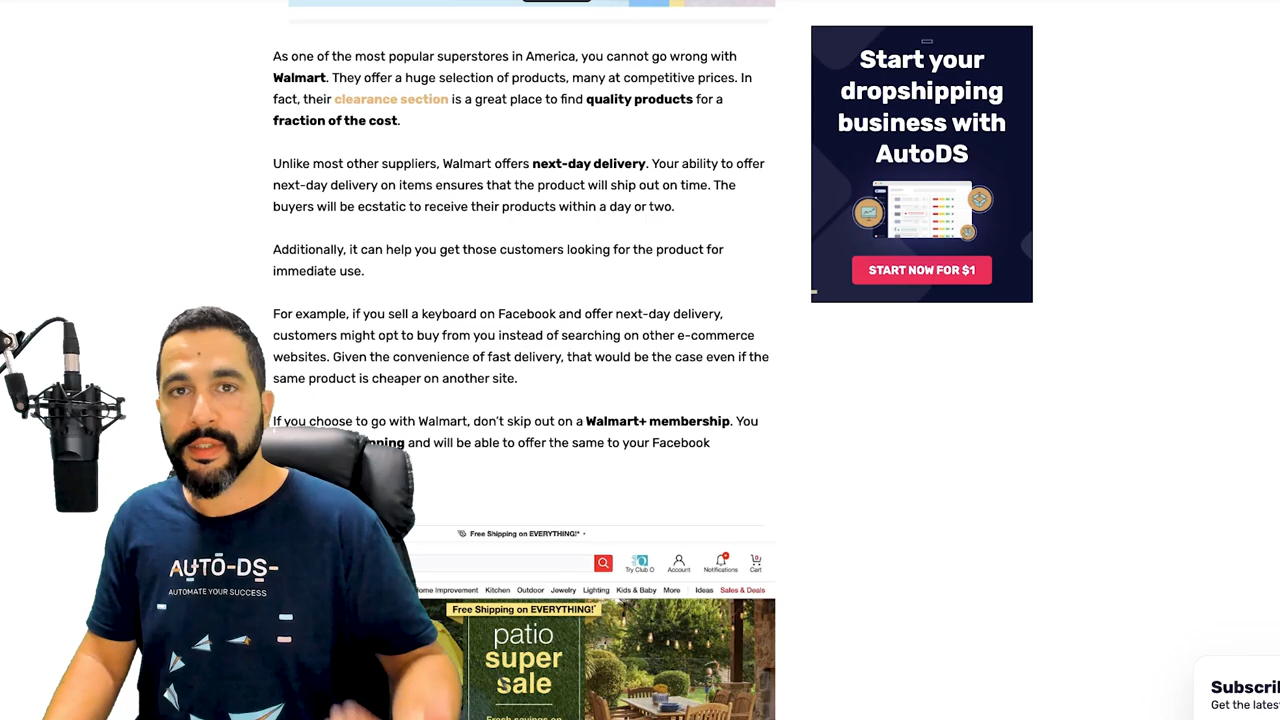 As one of the most popular superstores in America, you cannot go wrong with
Walmart. They offer a huge selection of products, many at competitive prices. In
fact, their clearance section is a great place to find quality products for a
fraction of the cost.
Unlike most other suppliers, Walmart offers next-day delivery. Your ability to offer
next-day delivery on items ensures that the product will ship out on time. The
buyers will be ecstatic to receive their products within a day or two.
Additionally, it can help you get those customers looking for the product for
immediate use.
For example, if you sell a keyboard on Facebook and offer next-day delivery,
customers might opt to buy from you instead of searching on other e-commerce
websites. Given the convenience of fast delivery, that would be the case even if the
same product is cheaper on another site.
If you choose to go with Walmart, don't skip out on a Walmart+ membership. You
and will be able to offer the same to your Facebook
Free Shipping on EVERYTHING!*
Try Club O
Account
Notifications
0
Cart
Home Improvement Kitchen Outdoor Jewelry Lighting Kids & Baby More Ideas Sales & Deals
Free Shipping on EVERYTHING!*
patio
super
sale
Fresh savings on
AUTO-DS-
AUTOMATE YOUR SUCCESS
Start your
dropshipping
business with
AutoDS
START NOW FOR $1
Subscri
Get the lates